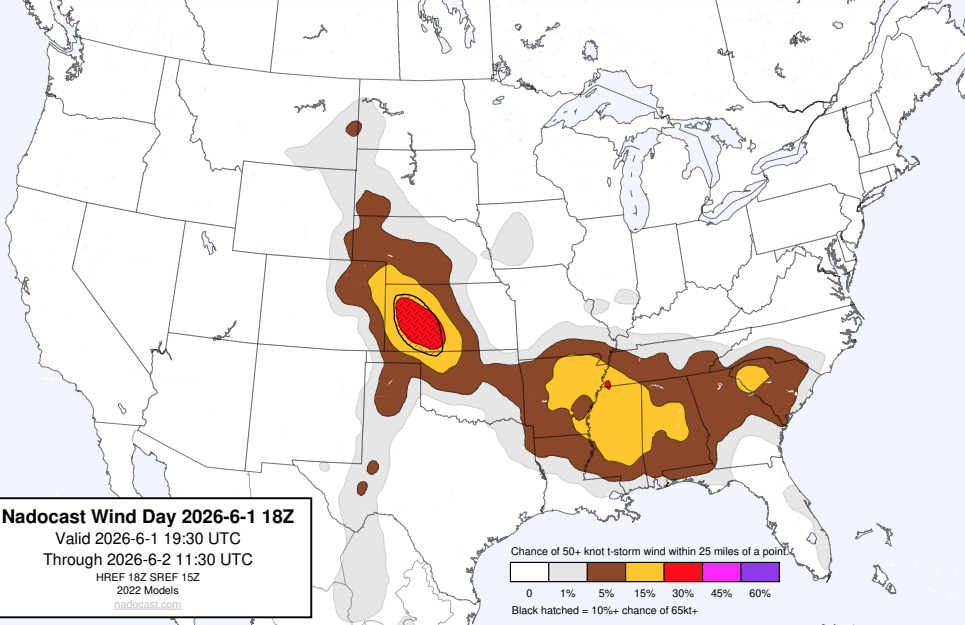 Nadocast Wind Day 2026-6-1 18Z
Valid 2026-6-1 19:30 UTC
Through 2026-6-2 11:30 UTC
HREF 18Z SREF 15Z
2022 Models
nadocast.com
Chance of 50+ knot t-storm wind within 25 miles of a point.
0 1% 5% 15% 30% 45% 60%
Black hatched = 10%+ chance of 65kt+